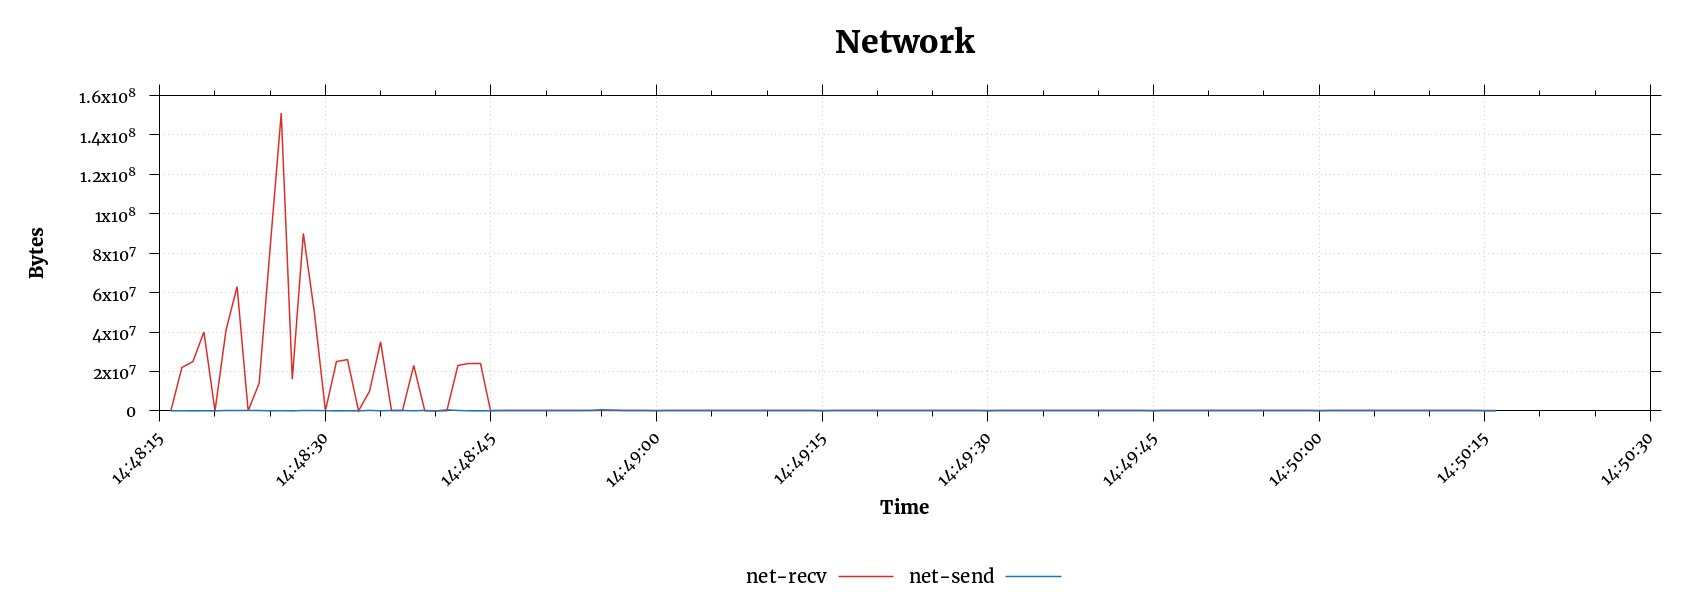 Network
1.6x10⁸
1.4x10⁸
1.2x10⁸
1x10⁸
8x10⁷
6x10⁷
4x10⁷
2x10⁷
0
Bytes
14:48:15
14:48:30
14:48:45
14:49:00
14:49:15
14:49:30
14:49:45
14:50:00
14:50:15
14:50:30
Time
net-recv net-send